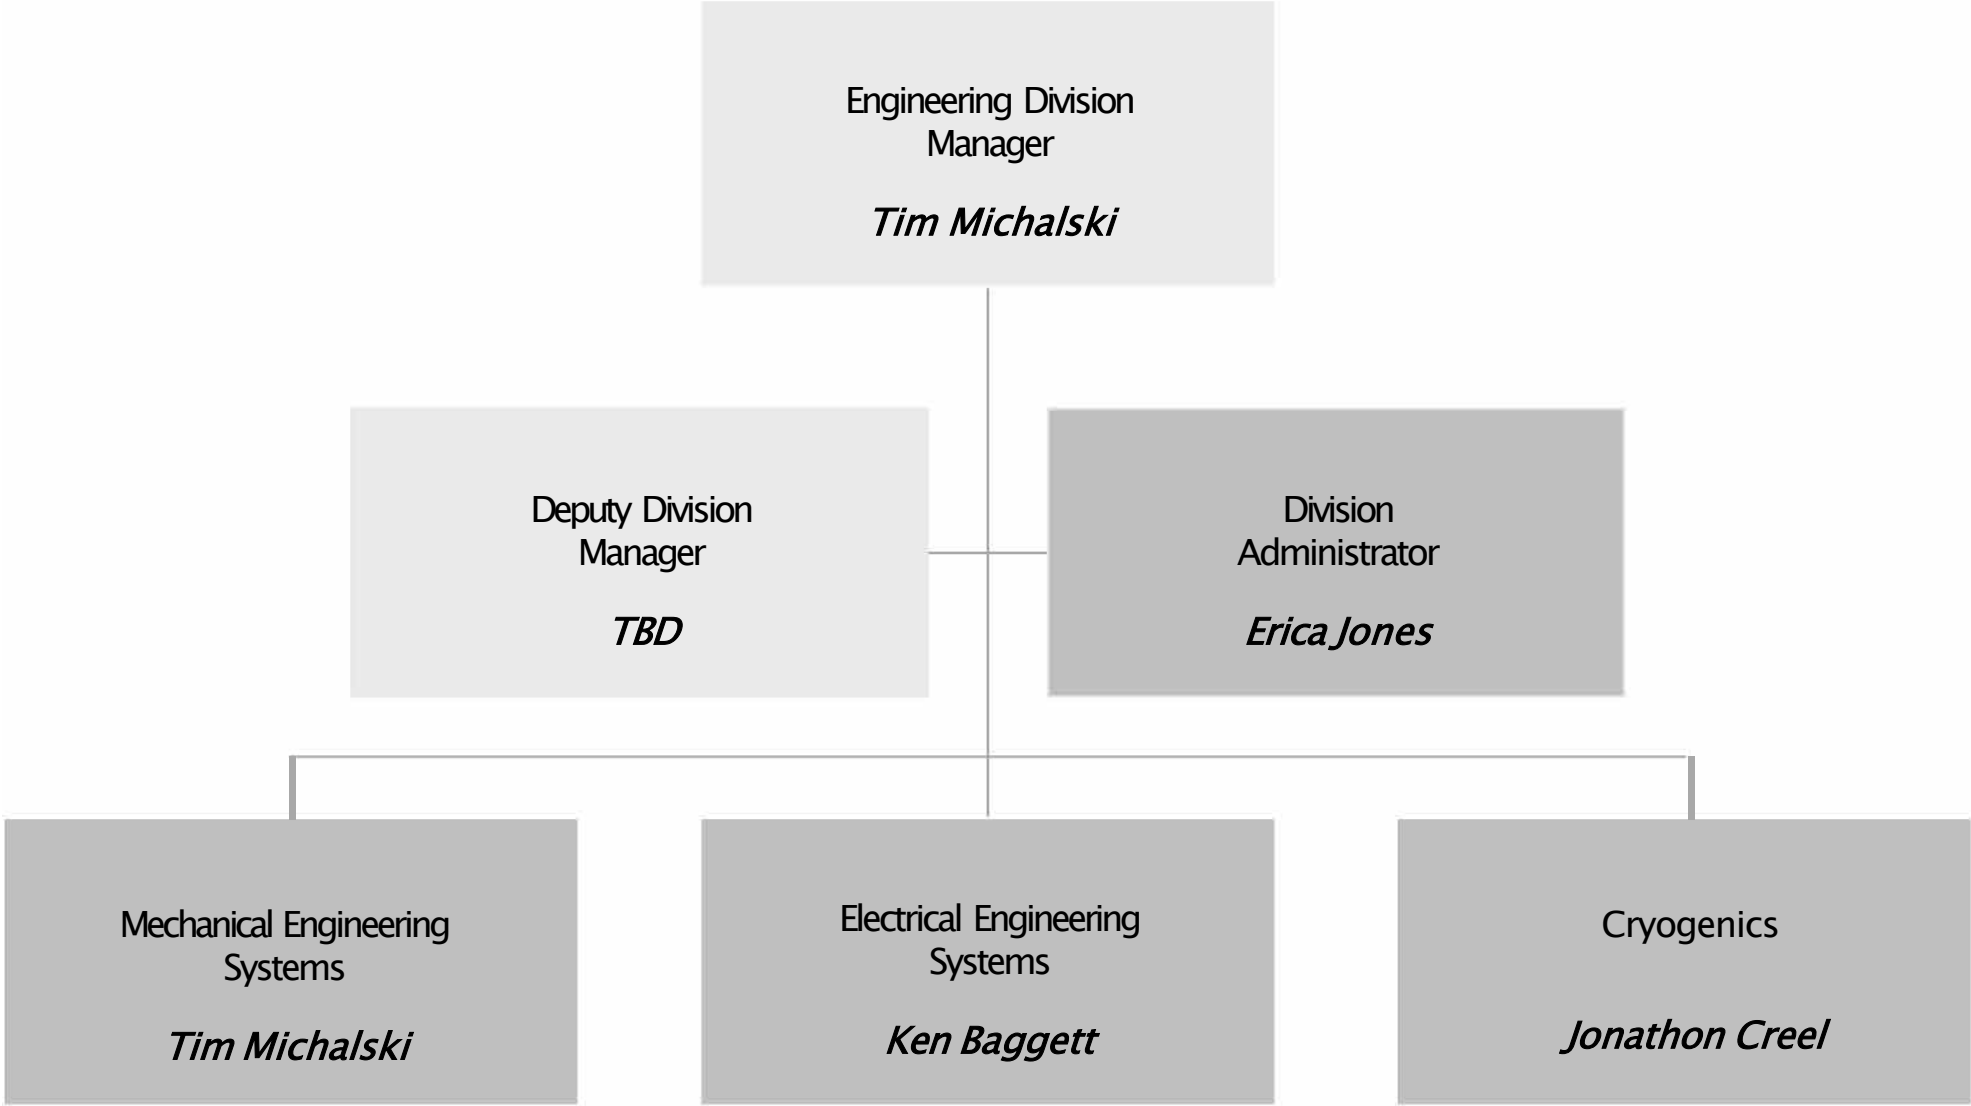 Engineering Division
Manager
Tim Michalski
Deputy Division
Manager
TBD
Division
Administrator
Erica Jones
Mechanical Engineering
Systems
Tim Michalski
Electrical Engineering
Systems
Ken Baggett
Cryogenics
Jonathon Creel